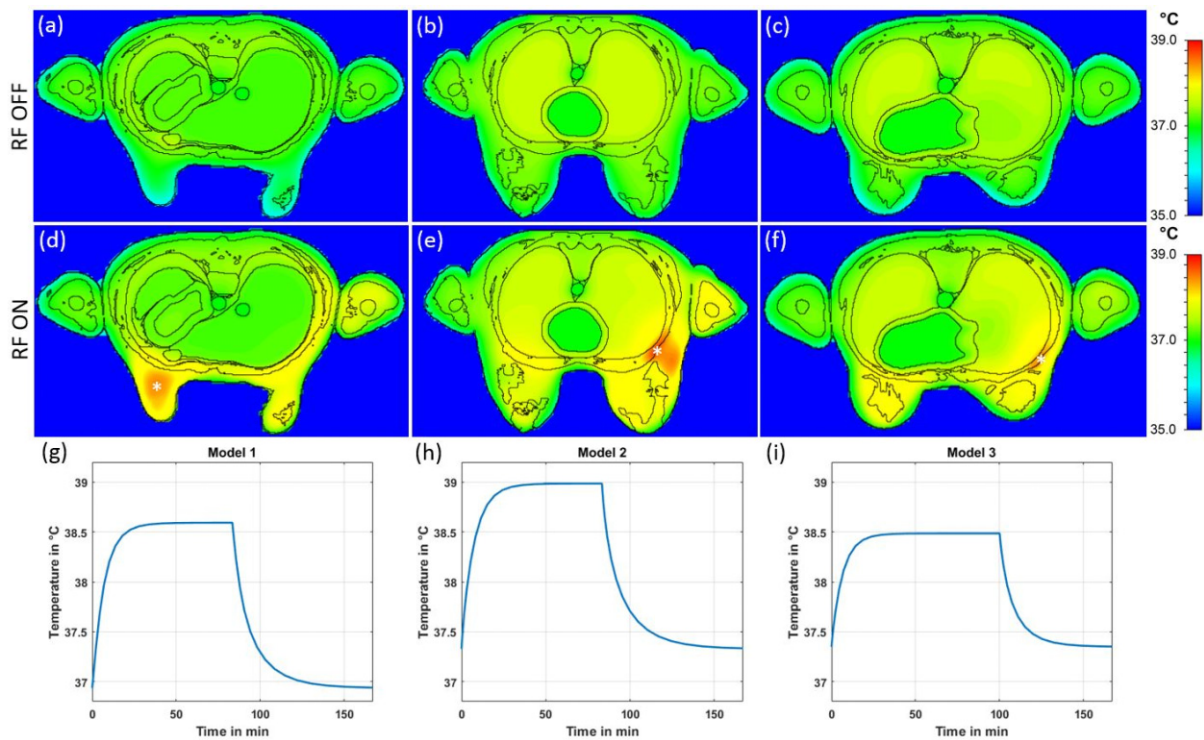 (a) (b) (c) °C
39.0
RF OFF 37.0
35.0
(d) (e) (f) °C
39.0
RF ON * * * 37.0
35.0
(g) Model 1 (h) Model 2 (i) Model 3
39 39 39
38.5 38.5 38.5
Temperature in °C Temperature in °C Temperature in °C
38 38 38
37.5 37.5 37.5
37 37 37
0 50 100 150 0 50 100 150 0 50 100 150
Time in min Time in min Time in min